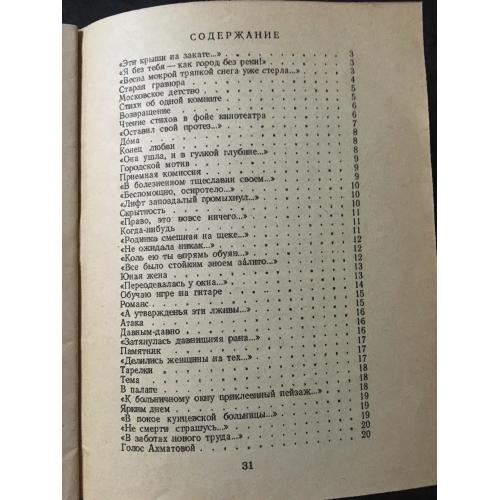 СОДЕРЖАНИЕ
«Эти крыши на закате...» 3
«Я без тебя — как город без реки!» 3
«Весна мокрой тряпкой снега уже стерла...» 3
Старая гравюра 4
Московское детство 5
Стихи об одной комнате 5
Возвращение 6
Чтение стихов в фойе кинотеатра 6
«Оставил свой протез...» 7
Дома 8
Конец любви 8
«Она ушла, и в гулкой глубине...» 8
Городской мотив 9
Приемная комиссия 9
«В болезненном тщеславии своем...» 9
«Беспомощно, осиротело...» 10
«Лифт запоздалый громыхнул...» 10
Скрытность 10
«Право, это вовсе ничего...» 11
Когда-нибудь 11
«Родинка смешная на щеке...» 11
«Не ожидала никак...» 12
«Коль ею ты впрямь обуян...» 12
«Все было стойким зноем залито...» 12
Юная жена 13
«Переодевалась у окна...» 13
Обучаю игре на гитаре 14
Романс 15
«А утвержденья эти лживы...» 15
Атака 16
Давным-давно 16
«Затянулась давнишняя рана...» 16
Памятник 17
«Делились женщины на тех...» 17
Тарелки 18
Тема 18
В палате 18
«К больничному окну приклеенный пейзаж...» 19
Ярким днем 19
«В покое кунцевской больницы...» 19
«Не смерти страшусь...» 20
«В заботах нового труда...» 20
Голос Ахматовой
31